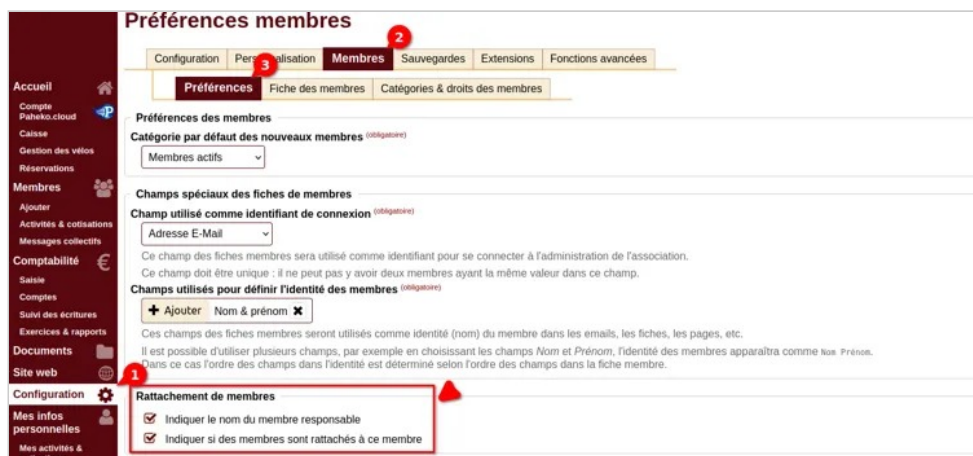 Préférences membres
2
Configuration Personnalisation Membres Sauvegardes Extensions Fonctions avancées
3
Préférences Fiche des membres Catégories & droits des membres
Accueil
Compte
Paheko.cloud
Caisse
Gestion des vélos
Réservations
Membres
Ajouter
Activités & cotisations
Messages collectifs
Comptabilité
Saisie
Comptes
Suivi des écritures
Exercices & rapports
Documents
Site web
1
Configuration
Mes infos
personnelles
Mes activités &
Préférences des membres
Catégorie par défaut des nouveaux membres (obligatoire)
Membres actifs
Champs spéciaux des fiches de membres
Champ utilisé comme identifiant de connexion (obligatoire)
Adresse E-Mail
Ce champ des fiches membres sera utilisé comme identifiant pour se connecter à l'administration de l'association.
Ce champ doit être unique : il ne peut pas y avoir deux membres ayant la même valeur dans ce champ.
Champs utilisés pour définir l'identité des membres (obligatoire)
+ Ajouter Nom & prénom ✖
Ces champs des fiches membres seront utilisés comme identité (nom) du membre dans les emails, les fiches, les pages, etc.
Il est possible d'utiliser plusieurs champs, par exemple en choisissant les champs Nom et Prénom, l'identité des membres apparaîtra comme Nom Prénom.
Dans ce cas l'ordre des champs dans l'identité est déterminé selon l'ordre des champs dans la fiche membre.
Rattachement de membres
Indiquer le nom du membre responsable
Indiquer si des membres sont rattachés à ce membre